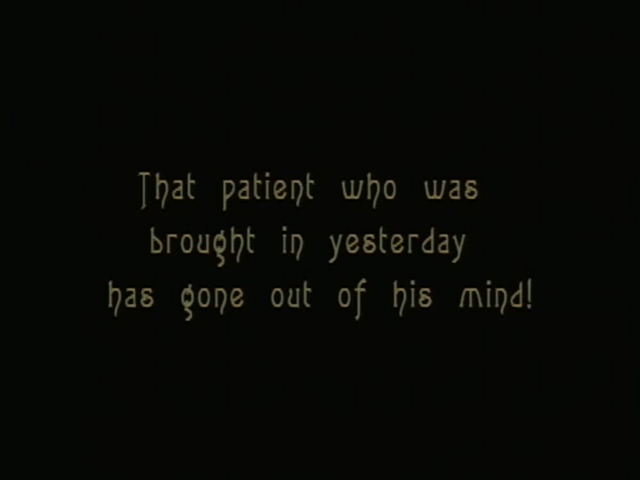 That patient who was
brought in yesterday
has gone out of his mind!